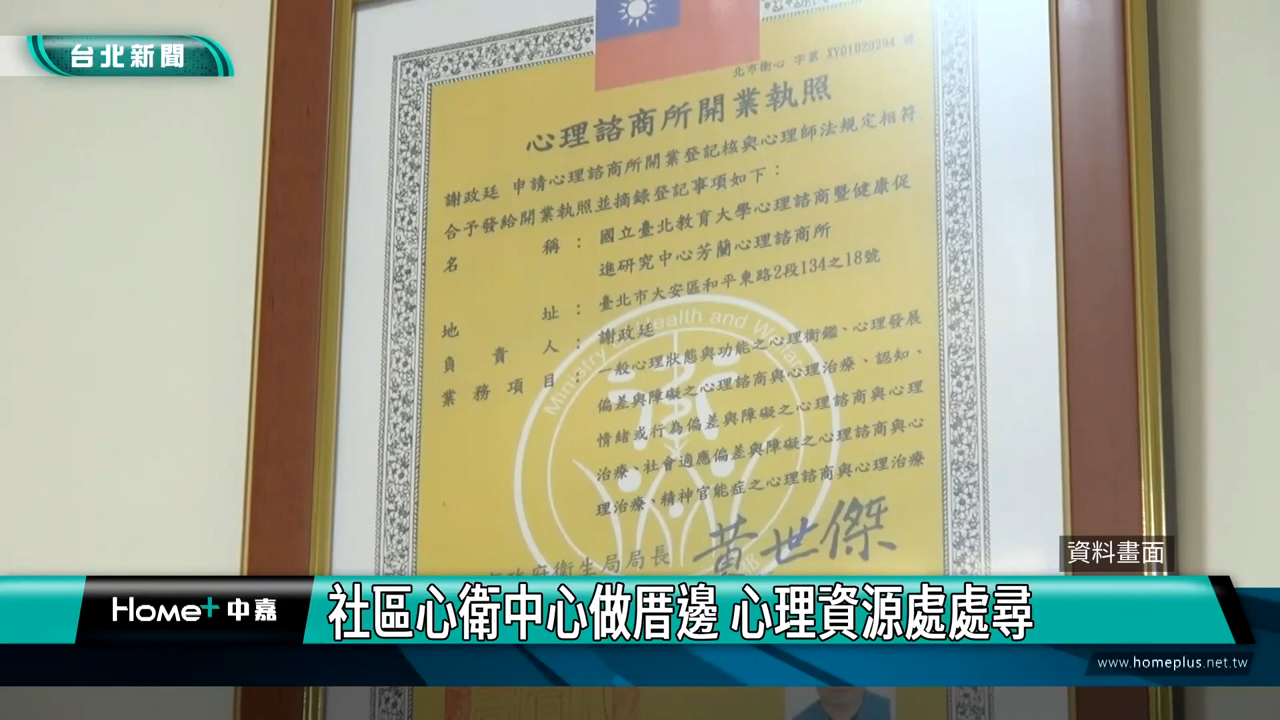 台北新聞
北市衛心 字第 XY01020294 號
心理諮商所開業執照
謝政廷 申請心理諮商所開業登記核與心理師法規定相符
合予發給開業執照並摘錄登記事項如下：
名稱：國立臺北教育大學心理諮商暨健康促
進研究中心芳蘭心理諮商所
地址：臺北市大安區和平東路2段134之18號
負責人：謝政廷
業務項目：一般心理狀態與功能之心理衡鑑、心理發展
偏差與障礙之心理諮商與心理治療、認知、
情緒或行為偏差與障礙之心理諮商與心理
治療、社會適應偏差與障礙之心理諮商與心
理治療、精神官能症之心理諮商與心理治療
Ministry of Health and Welfare
政府衛生局局長 黃世傑
資料畫面
Home+中嘉
社區心衛中心做厝邊 心理資源處處尋
www.homeplus.net.tw